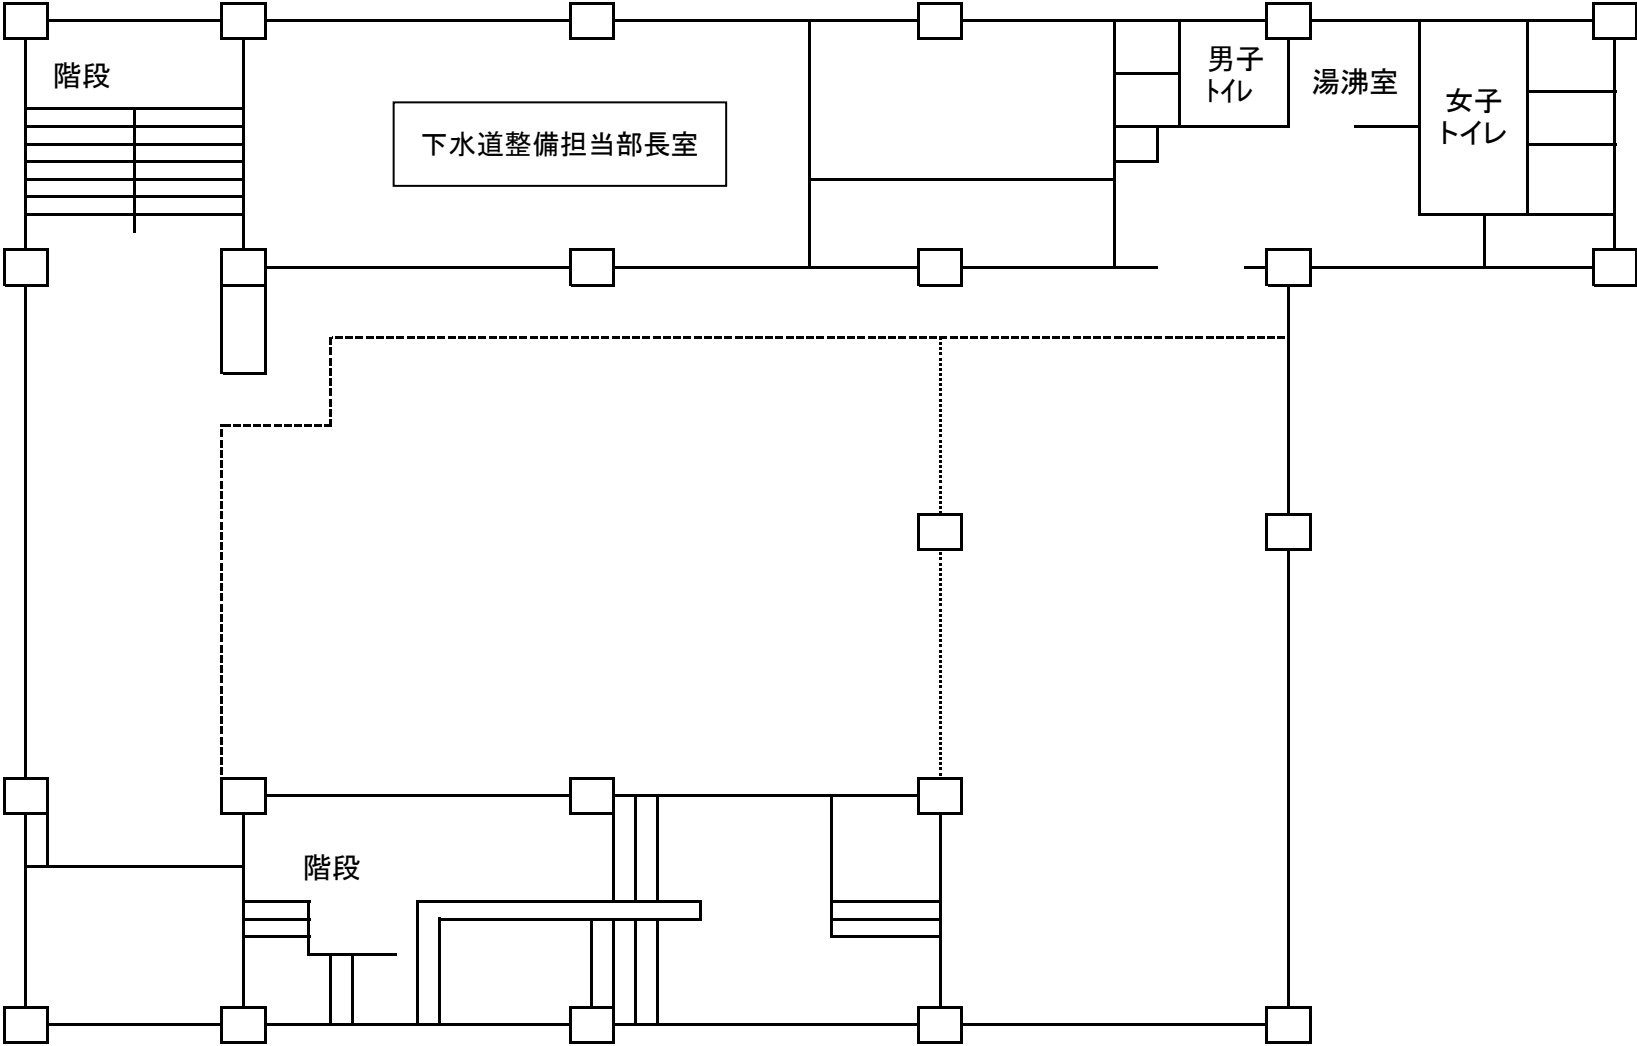 階段
下水道整備担当部長室
男子
トイレ
湯沸室
女子
トイレ
階段